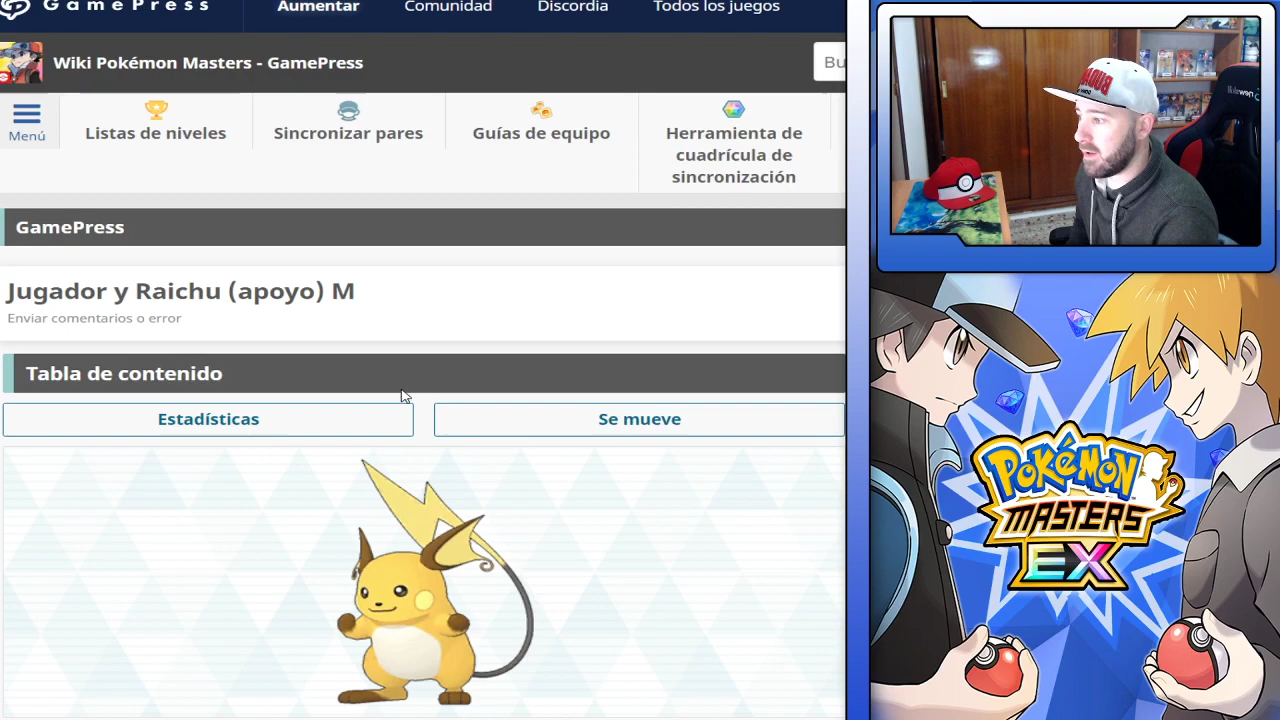 GamePress
Aumentar
Comunidad
Discordia
Todos los juegos
Wiki Pokémon Masters - GamePress
Bu
Menú
Listas de niveles
Sincronizar pares
Guías de equipo
Herramienta de
cuadrícula de
sincronización
GamePress
Jugador y Raichu (apoyo) M
Enviar comentarios o error
Tabla de contenido
Estadísticas
Se mueve
POKéMON
MASTERS
EX